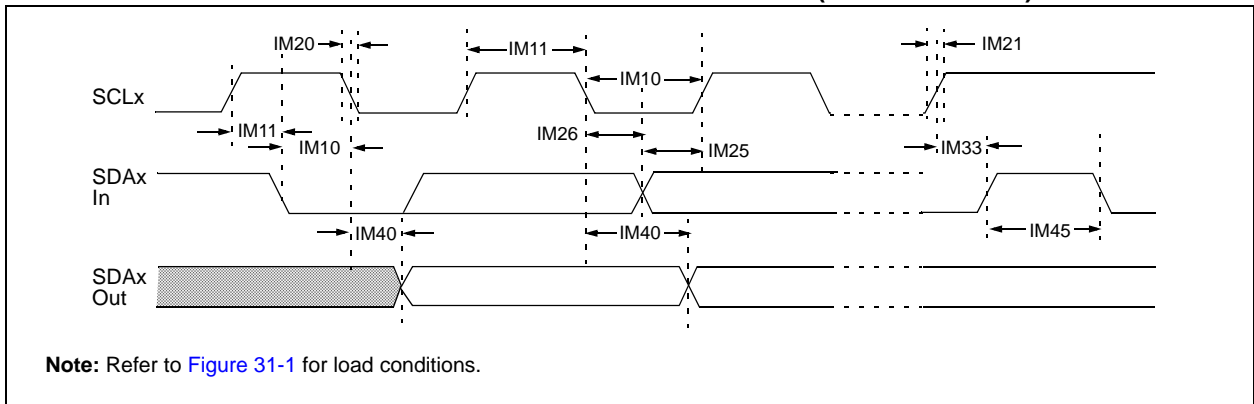 IM20
IM11
IM10
IM21
SCLx
IM11
IM10
IM26
IM25
IM33
SDAx
In
IM40
IM40
IM45
SDAx
Out
Note: Refer to Figure 31-1 for load conditions.